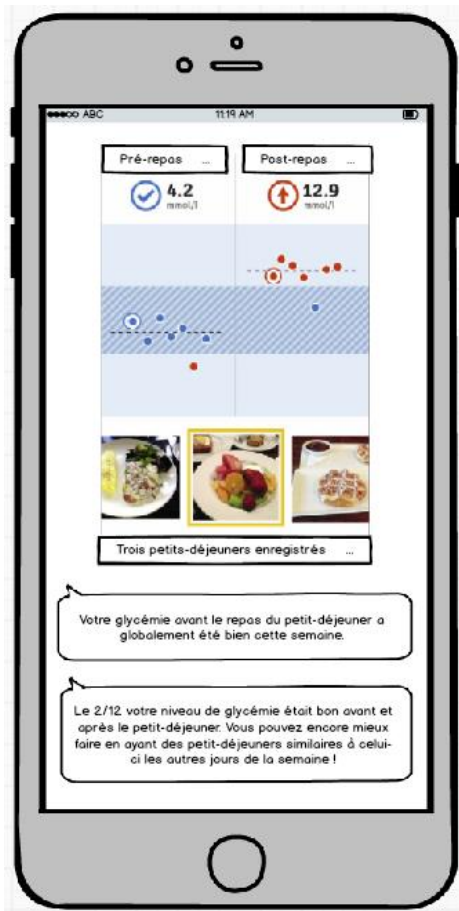 ABC 11:19 AM
Pré-repas ... Post-repas ...
4.2 12.9
mmol/l mmol/l
Trois petits-déjeuners enregistrés ...
Votre glycémie avant le repas du petit-déjeuner a
globalement été bien cette semaine.
Le 2/12 votre niveau de glycémie était bon avant et
après le petit-déjeuner. Vous pouvez encore mieux
faire en ayant des petit-déjeuners similaires à celui-
ci les autres jours de la semaine !